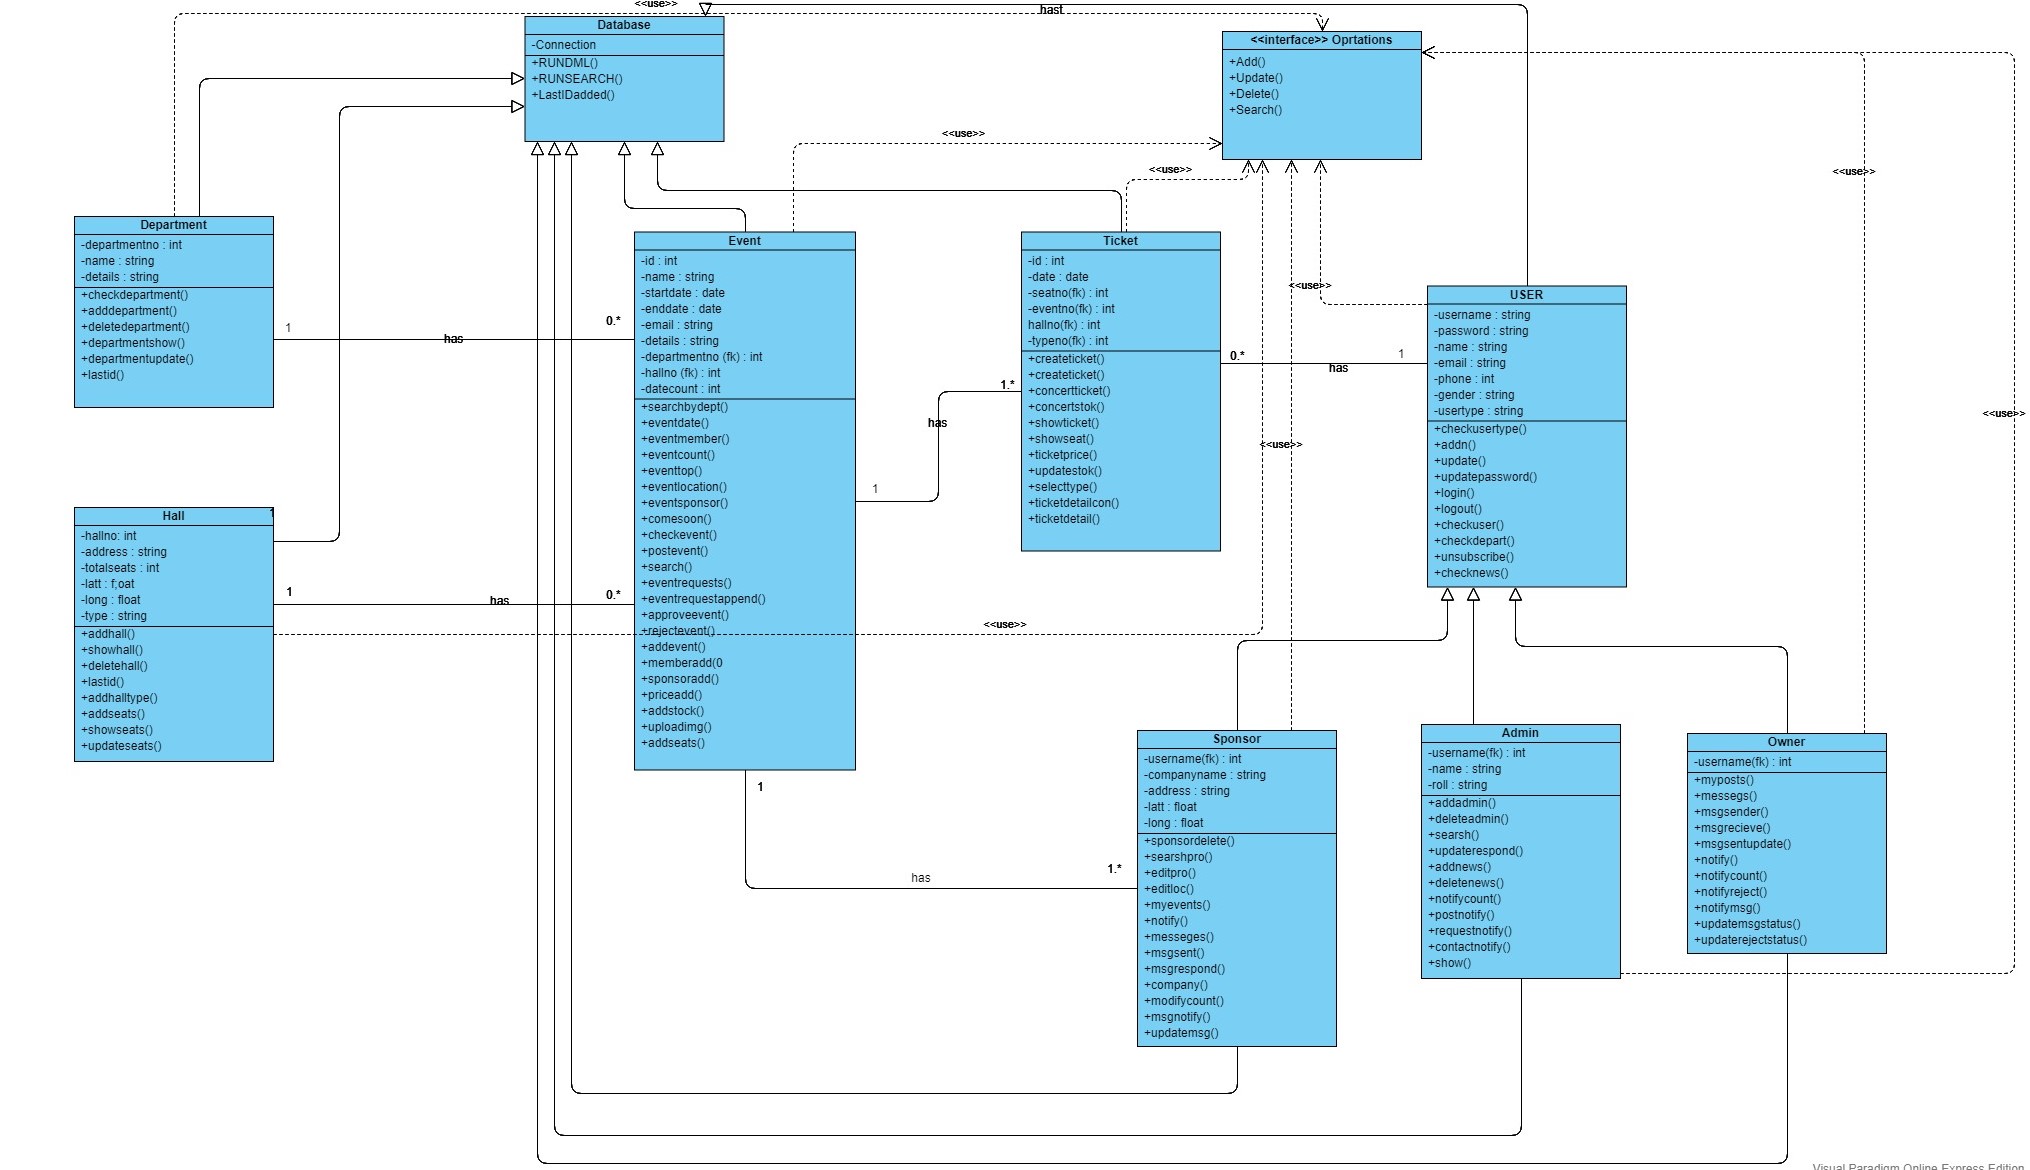 <<use>>
hast
Database
-Connection
+RUNDML()
+RUNSEARCH()
+LastIDadded()
<<interface>> Oprtations
+Add()
+Update()
+Delete()
+Search()
<<use>>
<<use>>
<<use>>
<<use>>
<<use>>
<<use>>
Department
-departmentno : int
-name : string
-details : string
+checkdepartment()
+adddepartment()
+deletedepartment()
+departmentshow()
+departmentupdate()
+lastid()
1
has
0.*
Event
-id : int
-name : string
-startdate : date
-enddate : date
-email : string
-details : string
-departmentno (fk) : int
-hallno (fk) : int
-datecount : int
+searchbydept()
+eventdate()
+eventmember()
+eventcount()
+eventtop()
+eventlocation()
+eventsponsor()
+comesoon()
+checkevent()
+postevent()
+search()
+eventrequests()
+eventrequestappend()
+approveevent()
+rejectevent()
+addevent()
+memberadd(0
+sponsoradd()
+priceadd()
+addstock()
+uploadimg()
+addseats()
1
has
1.*
Ticket
-id : int
-date : date
-seatno(fk) : int
-eventno(fk) : int
hallno(fk) : int
-typeno(fk) : int
+createticket()
+createticket()
+concertticket()
+concertstok()
+showticket()
+showseat()
+ticketprice()
+updatestok()
+selecttype()
+ticketdetailcon()
+ticketdetail()
0.*
has
1
USER
-username : string
-password : string
-name : string
-email : string
-phone : int
-gender : string
-usertype : string
+checkusertype()
+addn()
+update()
+updatepassword()
+login()
+logout()
+checkuser()
+checkdepart()
+unsubscribe()
+checknews()
Hall
1
-hallno: int
-address : string
-totalseats : int
-latt : f;oat
-long : float
-type : string
+addhall()
+showhall()
+deletehall()
+lastid()
+addhalltype()
+addseats()
+showseats()
+updateseats()
1
has
0.*
<<use>>
1
has
1.*
Sponsor
-username(fk) : int
-companyname : string
-address : string
-latt : float
-long : float
+sponsordelete()
+searshpro()
+editpro()
+editloc()
+myevents()
+notify()
+messeges()
+msgsent()
+msgrespond()
+company()
+modifycount()
+msgnotify()
+updatemsg()
Admin
-username(fk) : int
-name : string
-roll : string
+addadmin()
+deleteadmin()
+searsh()
+updaterespond()
+addnews()
+deletenews()
+notifycount()
+postnotify()
+requestnotify()
+contactnotify()
+show()
Owner
-username(fk) : int
+myposts()
+messegs()
+msgsender()
+msgrecieve()
+msgsentupdate()
+notify()
+notifycount()
+notifyreject()
+notifymsg()
+updatemsgstatus()
+updaterejectstatus()
Visual Paradigm Online Express Edition